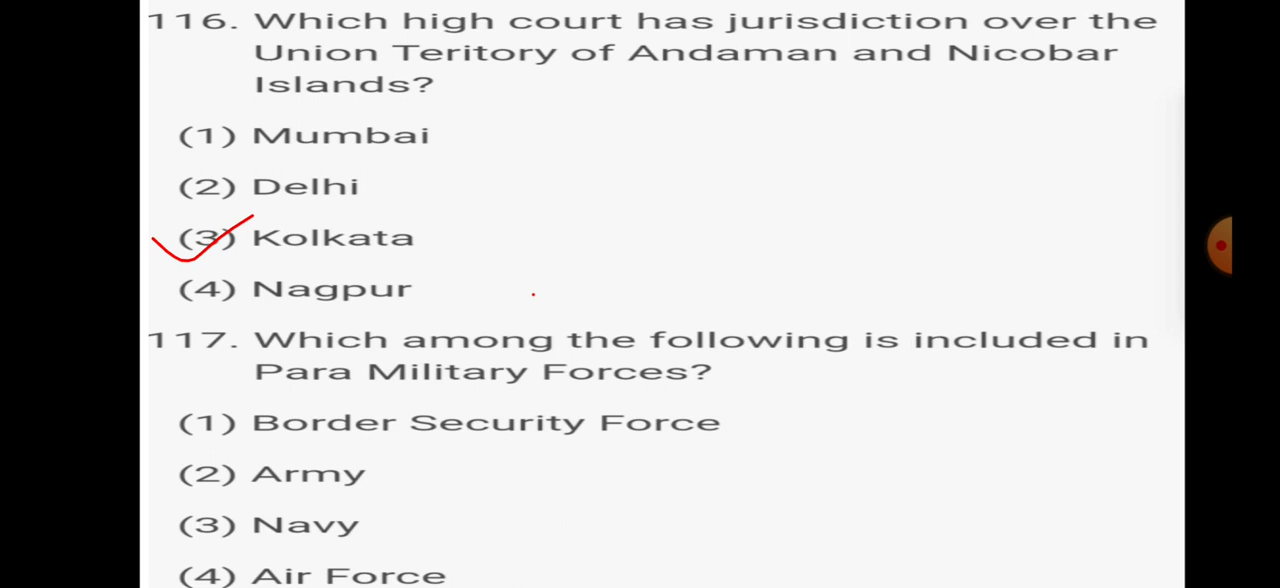 116. Which high court has jurisdiction over the
Union Teritory of Andaman and Nicobar
Islands?
(1) Mumbai
(2) Delhi
(3) Kolkata
(4) Nagpur
117. Which among the following is included in
Para Military Forces?
(1) Border Security Force
(2) Army
(3) Navy
(4) Air Force